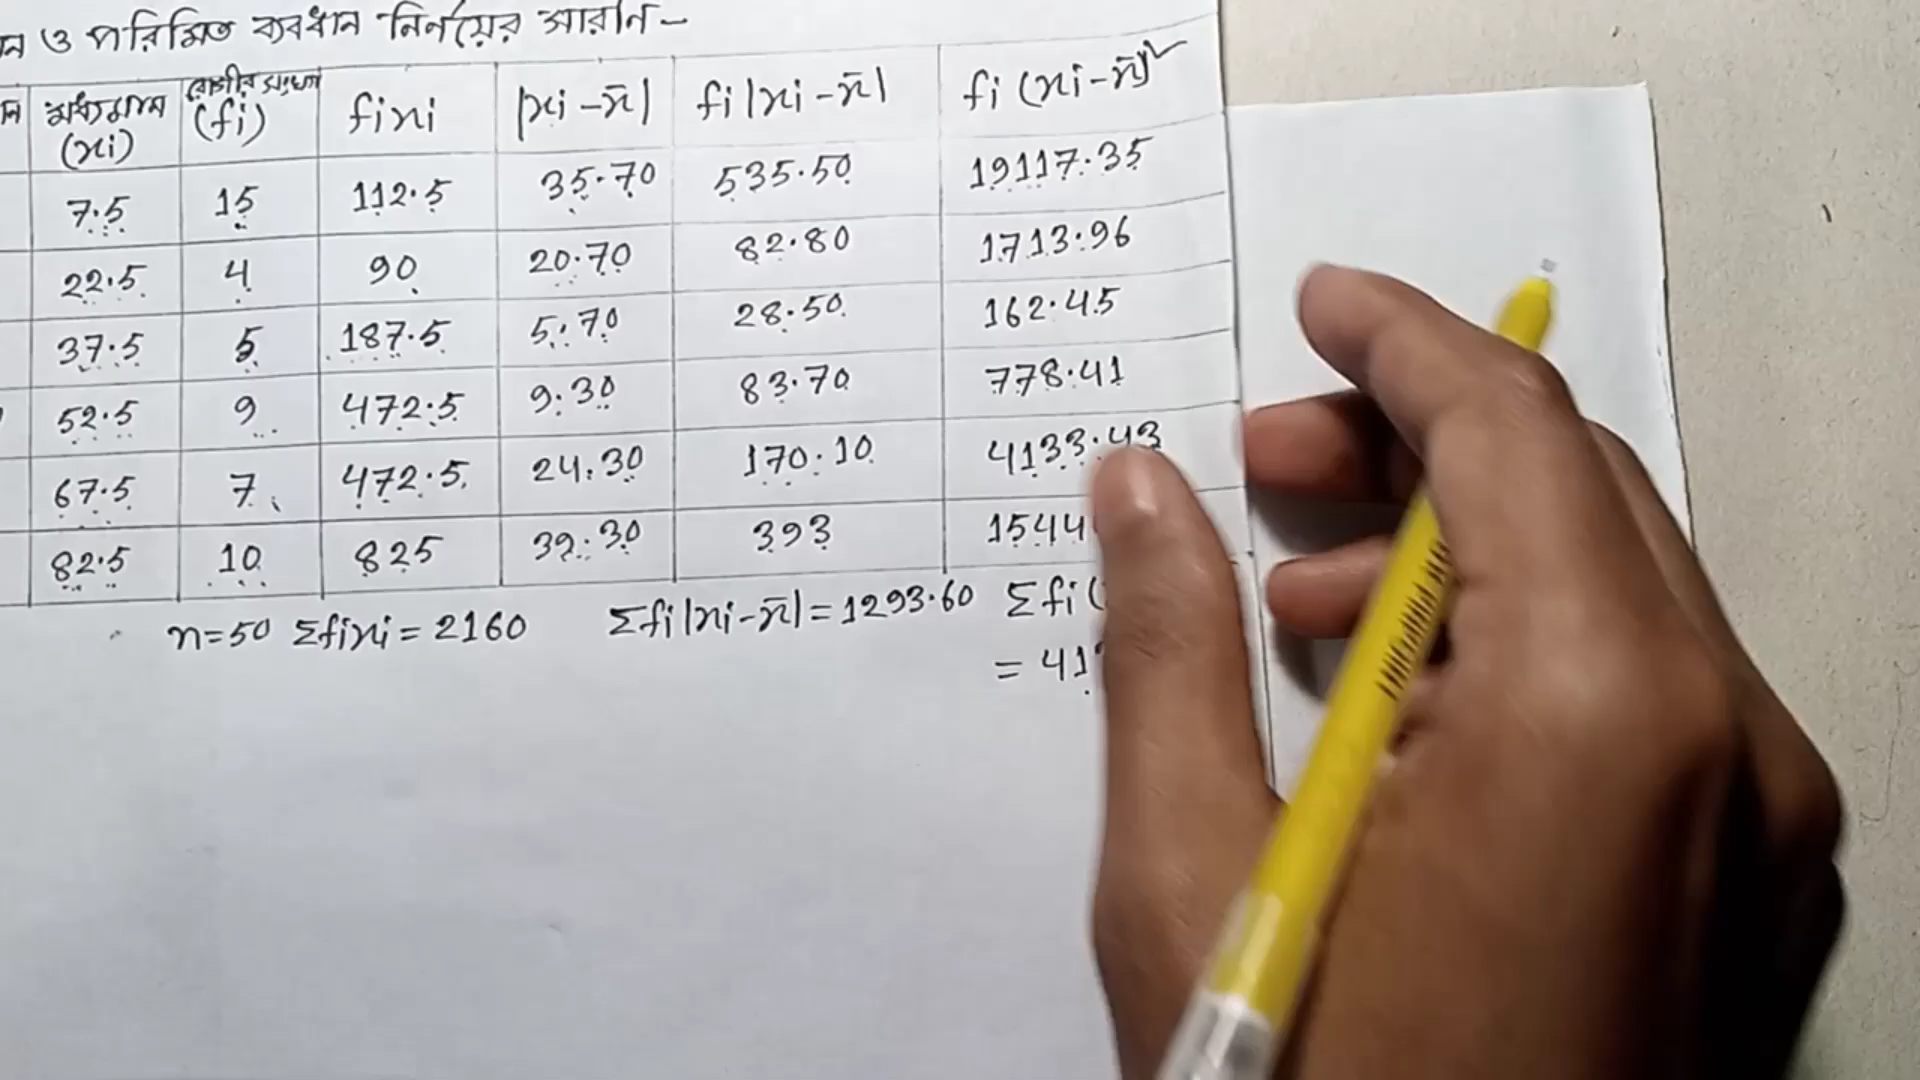 ও পরিমিত ব্যবধান নির্ণয়ের সারণি-
মধ্যমান (xi) রোগীর সংখ্যা (fi) fixi |xi-x̄| fi|xi-x̄| fi(xi-x̄)²
7.5 15 112.5 35.70 535.50 19117.35
22.5 4 90 20.70 82.80 1713.96
37.5 5 187.5 5.70 28.50 162.45
52.5 9 472.5 9.30 83.70 778.41
67.5 7 472.5 24.30 170.10 4133.43
82.5 10 825 39.30 393 1544
n=50 Σfixi = 2160 Σfi|xi-x̄| = 1293.60 Σfi(
= 41